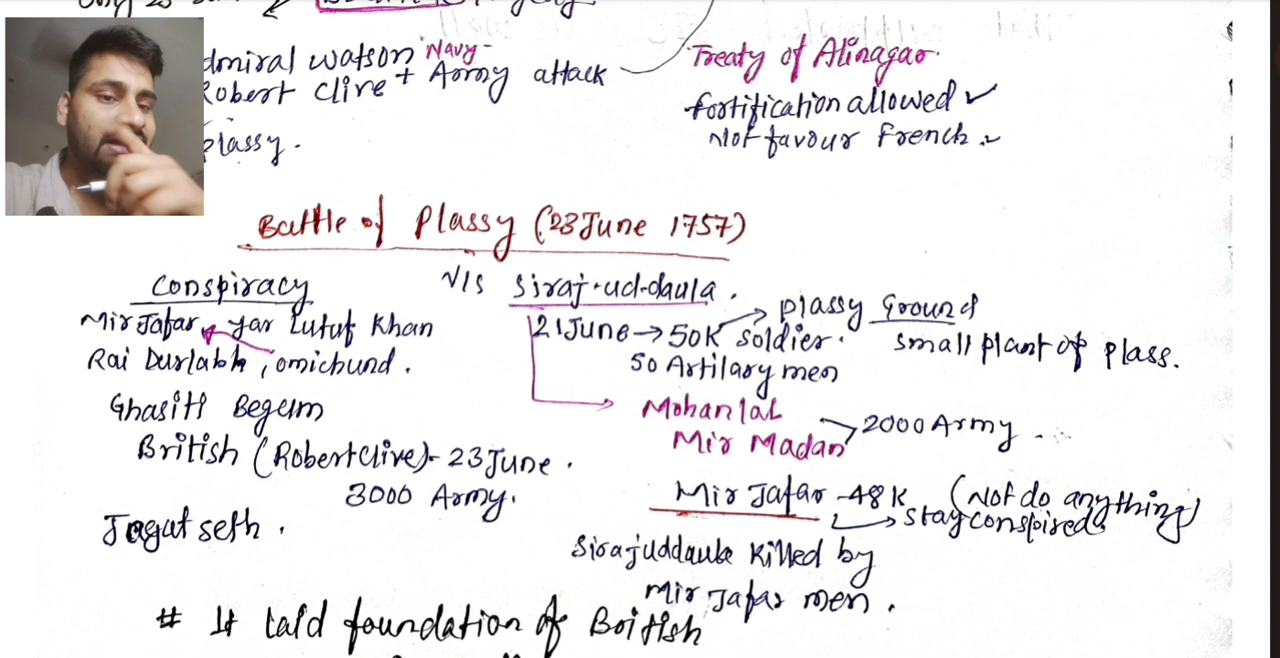 dmiral watson Navy-
Robert Clive + Army attack
plassy.
Treaty of Alinagar.
fortification allowed ✓
Not favour French ✓
Battle of Plassy (23 June 1757)
Conspiracy
Mir Jafar, Yar Lutuf Khan
Rai Durlabh, omichund.
Ghasiti Begum
British (Robert Clive)- 23 June.
3000 Army.
Jagat seth.
V/S Siraj-ud-daula.
21 June → 50K soldier. → plassy Ground
small plant of plass.
50 Artilary men
Mohanlal
Mir Madan → 2000 Army
Mir Jafar -48K (Not do anything)
→ stay conspired
Sirajuddaula killed by
Mir Jafar men.
# It laid foundation of British